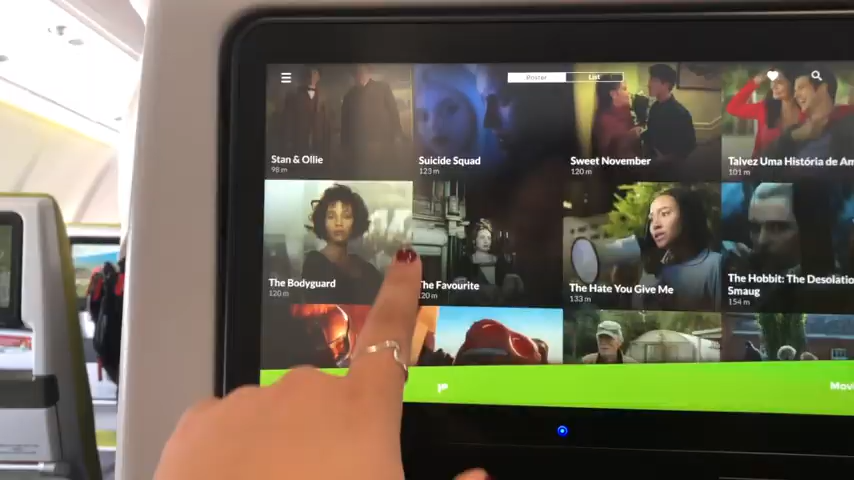 Poster List
Stan & Ollie
98 m
Suicide Squad
123 m
Sweet November
120 m
Talvez Uma História de Am
101 m
The Bodyguard
120 m
The Favourite
120 m
The Hate You Give Me
133 m
The Hobbit: The Desolatio
Smaug
154 m
Movi